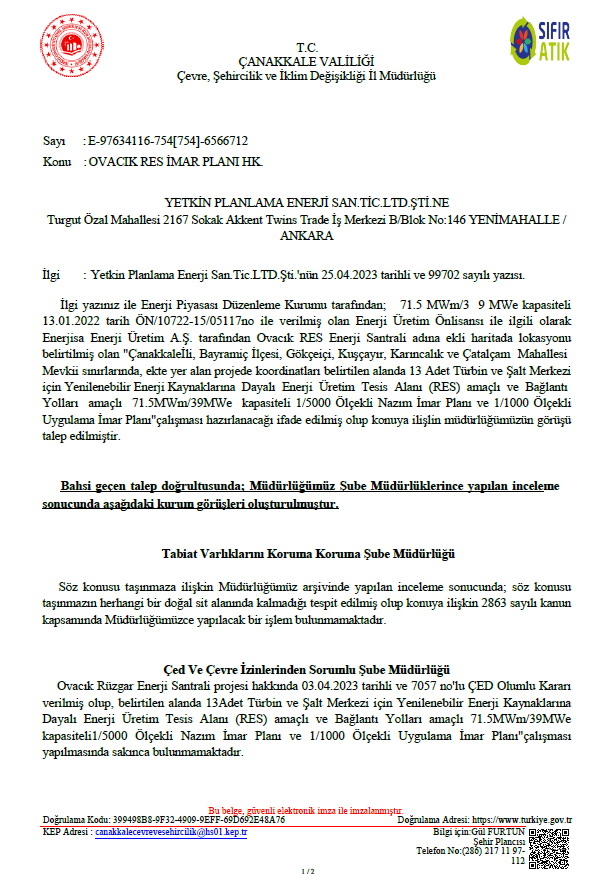 SIFIR
ATIK
T.C.
ÇANAKKALE VALİLİĞİ
Çevre, Şehircilik ve İklim Değişikliği İl Müdürlüğü
Sayı : E-97634116-754[754]-6566712
Konu : OVACIK RES İMAR PLANI HK.
YETKİN PLANLAMA ENERJİ SAN.TİC.LTD.ŞTİ.NE
Turgut Özal Mahallesi 2167 Sokak Akkent Twins Trade İş Merkezi B/Blok No:146 YENİMAHALLE /
ANKARA
İlgi : Yetkin Planlama Enerji San.Tic.LTD.Şti.'nün 25.04.2023 tarihli ve 99702 sayılı yazısı.
İlgi yazınız ile Enerji Piyasası Düzenleme Kurumu tarafından; 71.5 MWm/3 9 MWe kapasiteli
13.01.2022 tarih ÖN/10722-15/05117no ile verilmiş olan Enerji Üretim Önlisansı ile ilgili olarak
Enerjisa Enerji Üretim A.Ş. tarafından Ovacık RES Enerji Santrali adına ekli haritada lokasyonu
belirtilmiş olan "Çanakkaleİli, Bayramiç İlçesi, Gökçeiçi, Kuşçayır, Karıncalık ve Çatalçam Mahallesi
Mevkii sınırlarında, ekte yer alan projede koordinatları belirtilen alanda 13 Adet Türbin ve Şalt Merkezi
için Yenilenebilir Enerji Kaynaklarına Dayalı Enerji Üretim Tesis Alanı (RES) amaçlı ve Bağlantı
Yolları amaçlı 71.5MWm/39MWe kapasiteli 1/5000 Ölçekli Nazım İmar Planı ve 1/1000 Ölçekli
Uygulama İmar Planı"çalışması hazırlanacağı ifade edilmiş olup konuya ilişlin müdürlüğümüzün görüşü
talep edilmiştir.
Bahsi geçen talep doğrultusunda; Müdürlüğümüz Şube Müdürlüklerince yapılan inceleme
sonucunda aşağıdaki kurum görüşleri oluşturulmuştur.
Tabiat Varlıklarını Koruma Koruma Şube Müdürlüğü
Söz konusu taşınmaza ilişkin Müdürlüğümüz arşivinde yapılan inceleme sonucunda; söz konusu
taşınmazın herhangi bir doğal sit alanında kalmadığı tespit edilmiş olup konuya ilişkin 2863 sayılı kanun
kapsamında Müdürlüğümüzce yapılacak bir işlem bulunmamaktadır.
Çed Ve Çevre İzinlerinden Sorumlu Şube Müdürlüğü
Ovacık Rüzgar Enerji Santrali projesi hakkında 03.04.2023 tarihli ve 7057 no'lu ÇED Olumlu Kararı
verilmiş olup, belirtilen alanda 13Adet Türbin ve Şalt Merkezi için Yenilenebilir Enerji Kaynaklarına
Dayalı Enerji Üretim Tesis Alanı (RES) amaçlı ve Bağlantı Yolları amaçlı 71.5MWm/39MWe
kapasiteli1/5000 Ölçekli Nazım İmar Planı ve 1/1000 Ölçekli Uygulama İmar Planı"çalışması
yapılmasında sakınca bulunmamaktadır.
Bu belge, güvenli elektronik imza ile imzalanmıştır.
Doğrulama Kodu: 399498B8-9F32-4909-9EFF-69D692E48A76 Doğrulama Adresi: https://www.turkiye.gov.tr
KEP Adresi : canakkalecevrevesehircilik@hs01.kep.tr Bilgi için:Gül FURTUN
Şehir Plancısı
Telefon No:(286) 217 11 97-
112
1 / 2